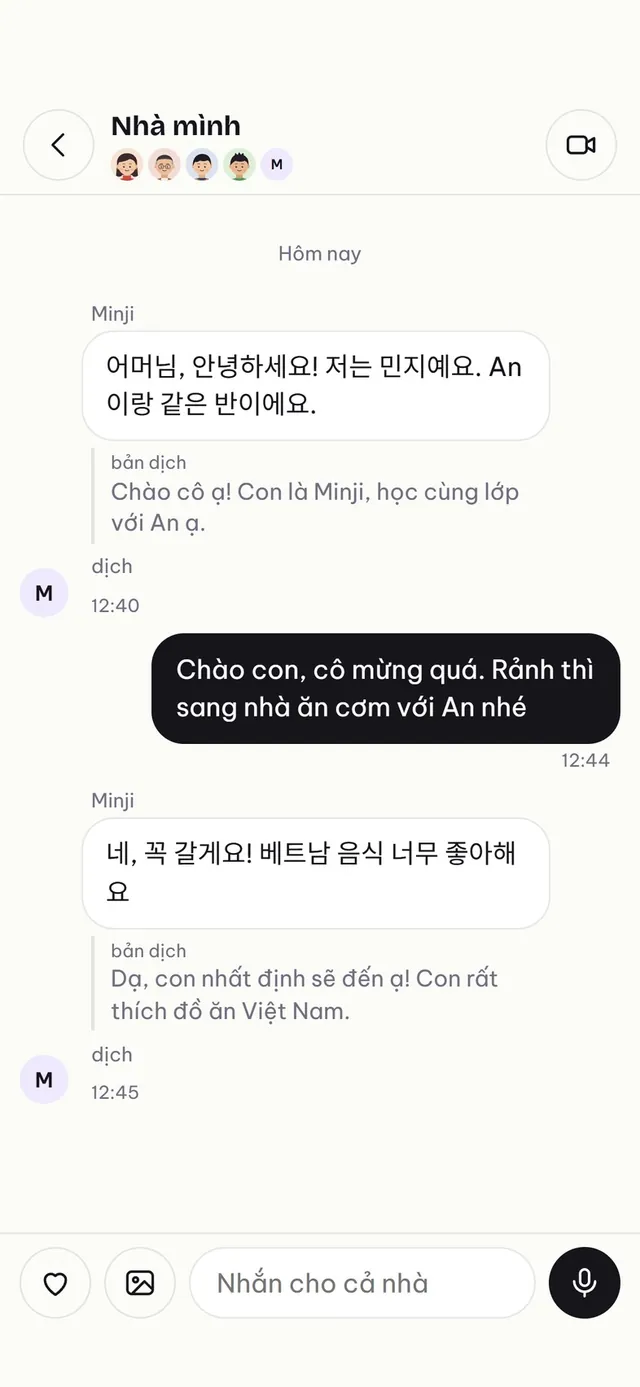 Nhà mình
M
Hôm nay
Minji
어머님, 안녕하세요! 저는 민지예요. An
이랑 같은 반이에요.
bản dịch
Chào cô ạ! Con là Minji, học cùng lớp
với An ạ.
dịch
M
12:40
Chào con, cô mừng quá. Rảnh thì
sang nhà ăn cơm với An nhé
12:44
Minji
네, 꼭 갈게요! 베트남 음식 너무 좋아해
요
bản dịch
Dạ, con nhất định sẽ đến ạ! Con rất
thích đồ ăn Việt Nam.
dịch
M
12:45
Nhắn cho cả nhà